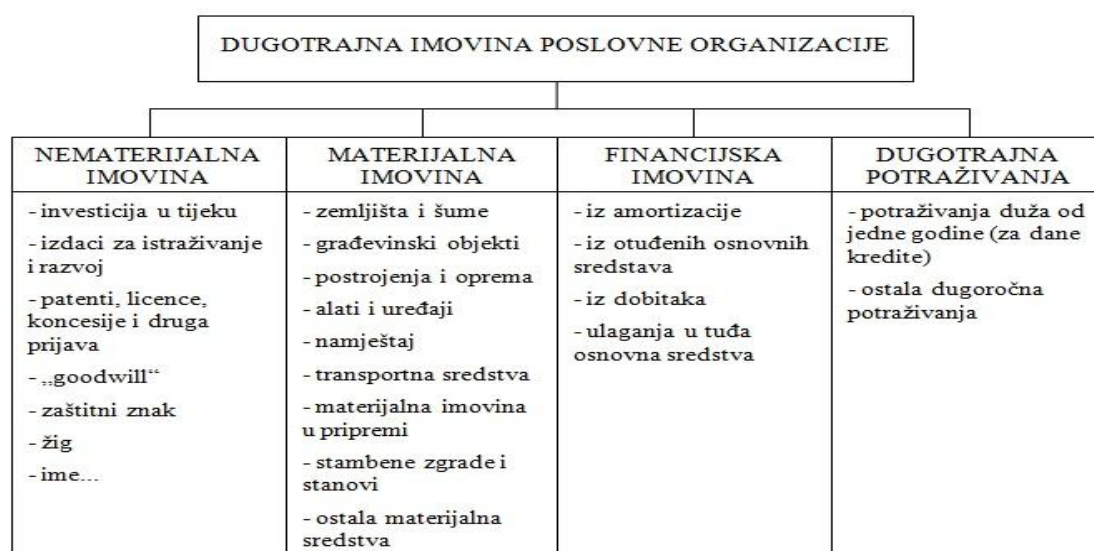 DUGOTRAJNA IMOVINA POSLOVNE ORGANIZACIJE
NEMATERIJALNA
IMOVINA
- investicija u tijeku
- izdaci za istraživanje
i razvoj
- patenti, licence,
koncesije i druga
prijava
- „goodwill“
- zaštitni znak
- žig
- ime...
MATERIJALNA
IMOVINA
- zemljišta i šume
- građevinski objekti
- postrojenja i oprema
- alati i uređaji
- namještaj
- transportna sredstva
- materijalna imovina
u pripremi
- stambene zgrade i
stanovi
- ostala materijalna
sredstva
FINANCIJSKA
IMOVINA
- iz amortizacije
- iz otuđenih osnovnih
sredstava
- iz dobitaka
- ulaganja u tuđa
osnovna sredstva
DUGOTRAJNA
POTRAŽIVANJA
- potraživanja duža od
jedne godine (za dane
kredite)
- ostala dugoročna
potraživanja